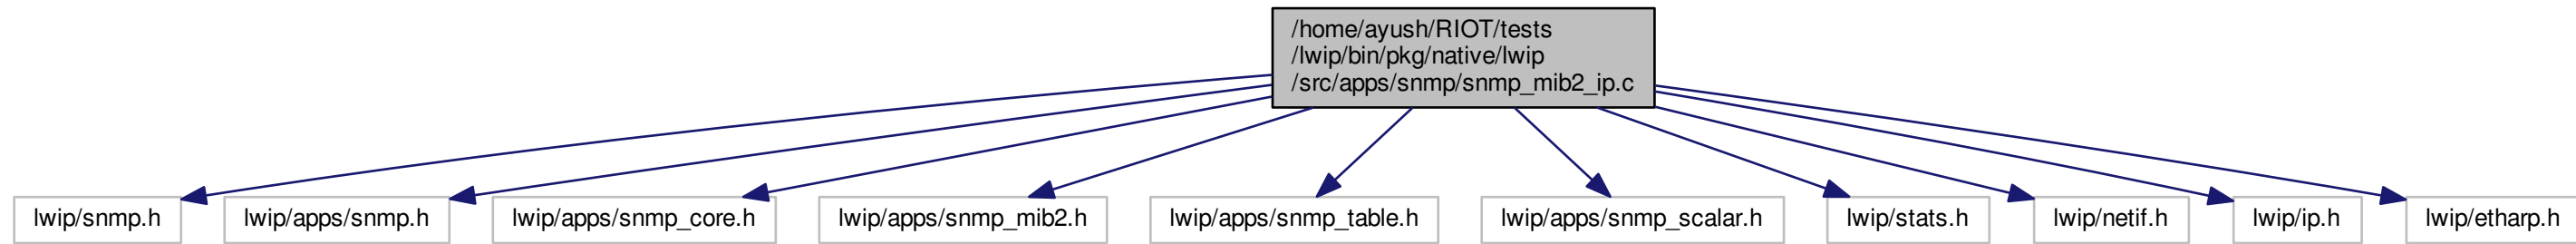 /home/ayush/RIOT/tests
/lwip/bin/pkg/native/lwip
/src/apps/snmp/snmp_mib2_ip.c
lwip/snmp.h
lwip/apps/snmp.h
lwip/apps/snmp_core.h
lwip/apps/snmp_mib2.h
lwip/apps/snmp_table.h
lwip/apps/snmp_scalar.h
lwip/stats.h
lwip/netif.h
lwip/ip.h
lwip/etharp.h